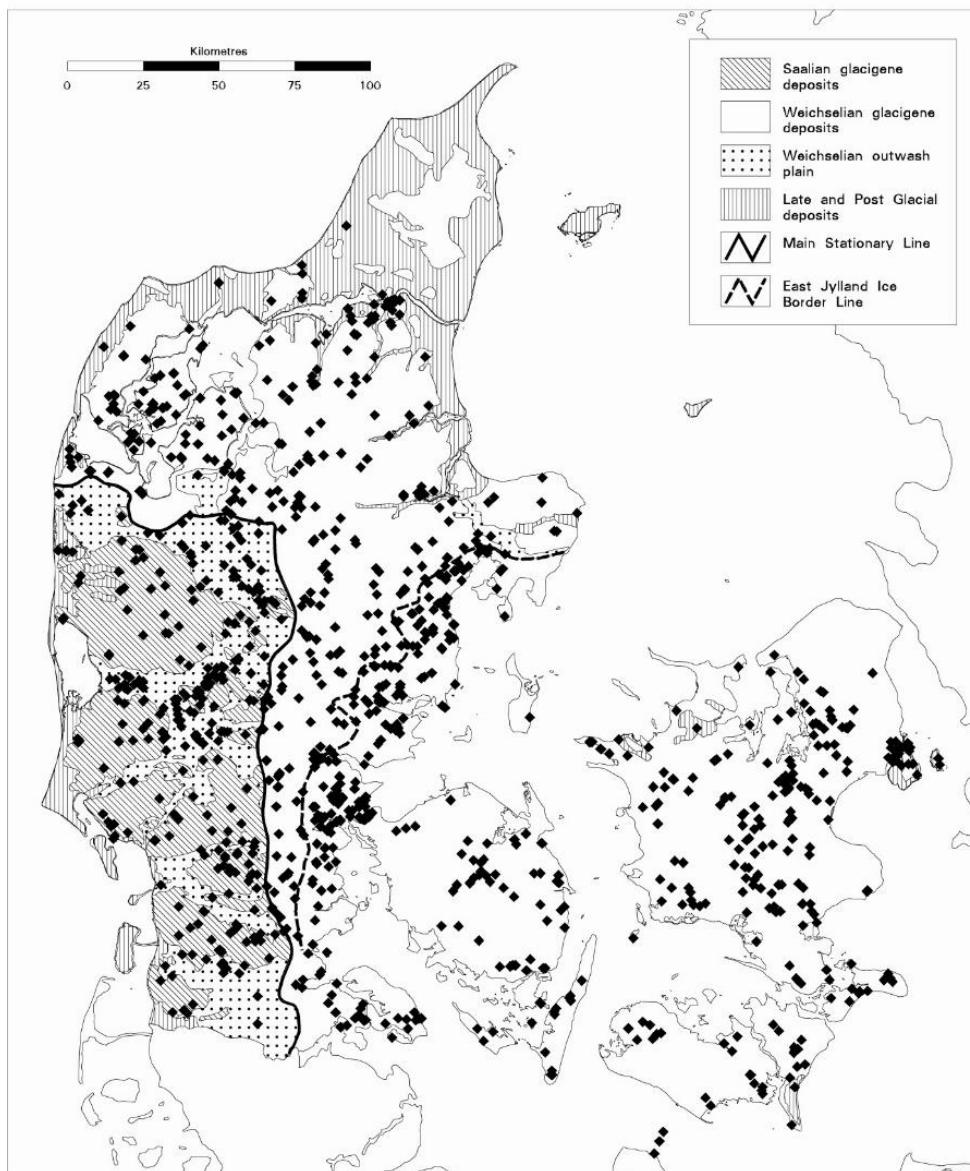 Kilometres
0 25 50 75 100
Saalian glacigene
deposits
Weichselian glacigene
deposits
Weichselian outwash
plain
Late and Post Glacial
deposits
Main Stationary Line
East Jylland Ice
Border Line